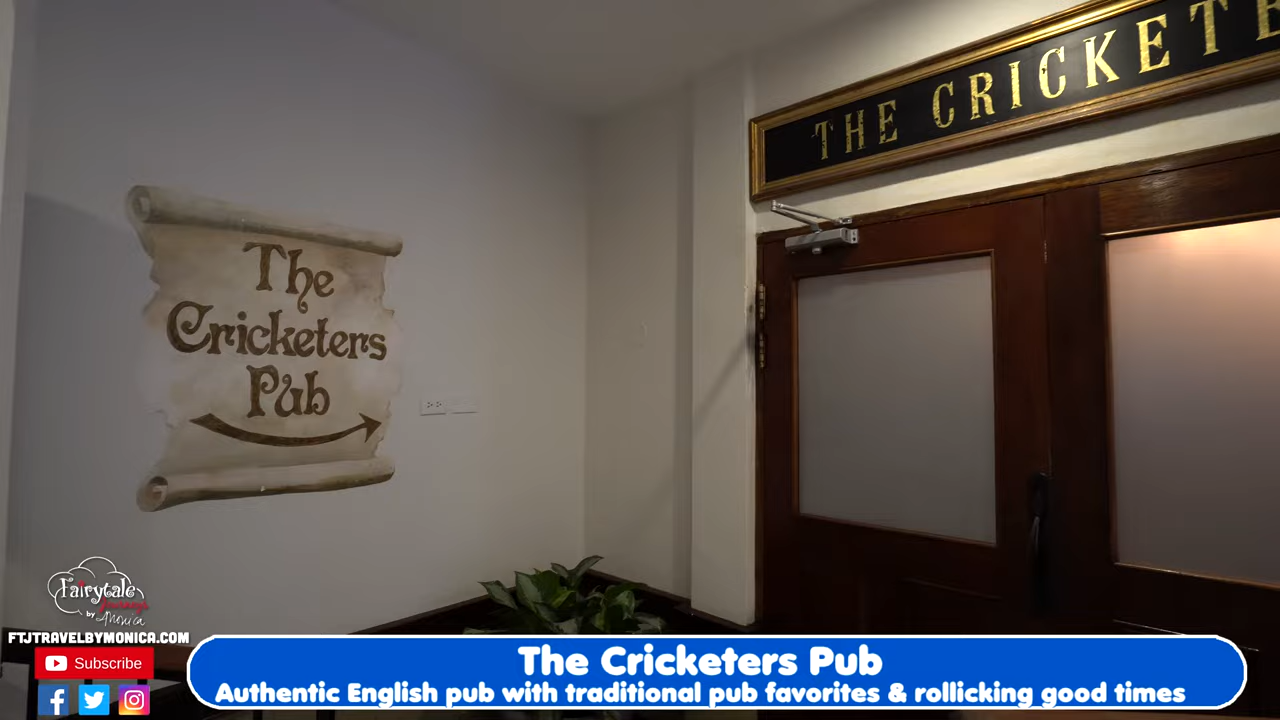 THE CRICKETE
The
Cricketers
Pub
Fairytale
Journeys
by Monica
FTJTRAVELBYMONICA.COM
Subscribe
The Cricketers Pub
Authentic English pub with traditional pub favorites & rollicking good times